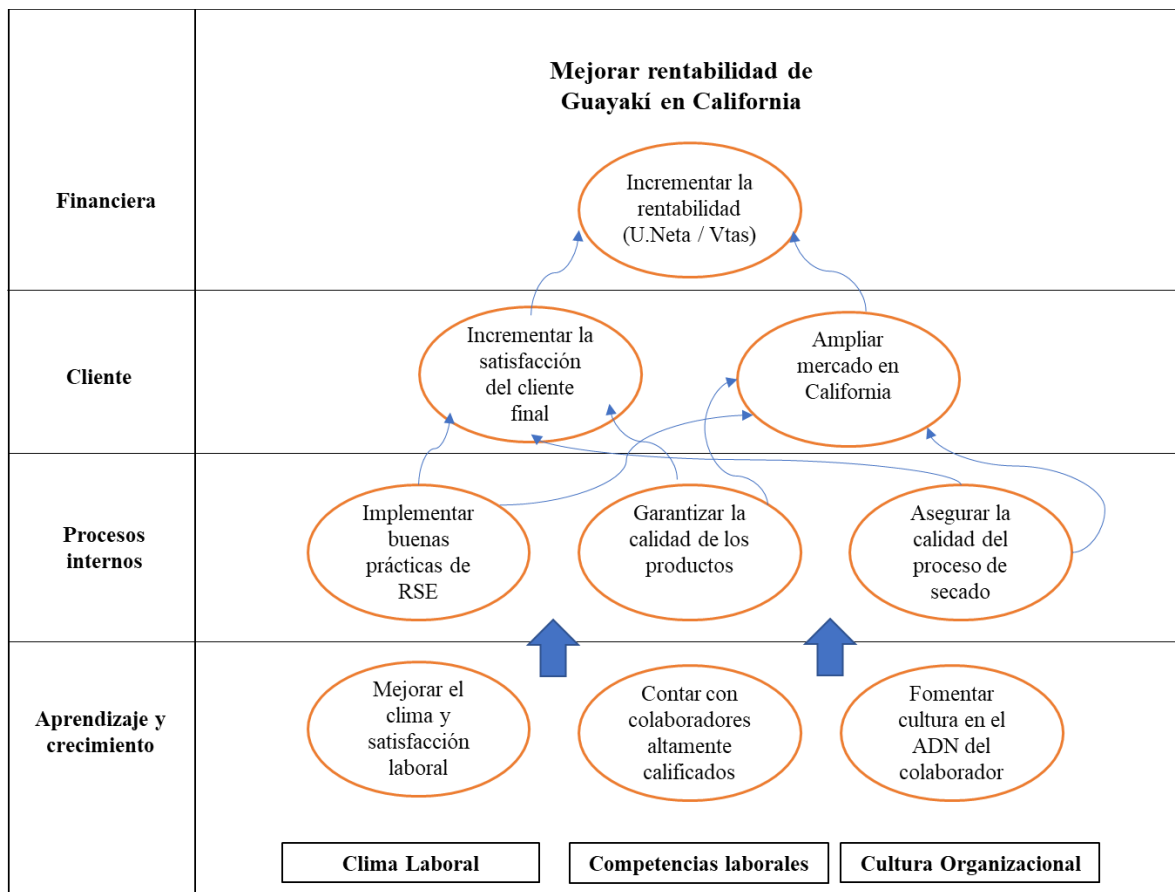 Mejorar rentabilidad de
Guayakí en California
Financiera
Incrementar la
rentabilidad
(U.Neta / Vtas)
Cliente
Incrementar la
satisfacción
del cliente
final
Ampliar
mercado en
California
Procesos
internos
Implementar
buenas
prácticas de
RSE
Garantizar la
calidad de los
productos
Asegurar la
calidad del
proceso de
secado
Aprendizaje y
crecimiento
Mejorar el
clima y
satisfacción
laboral
Contar con
colaboradores
altamente
calificados
Fomentar
cultura en el
ADN del
colaborador
Clima Laboral
Competencias laborales
Cultura Organizacional